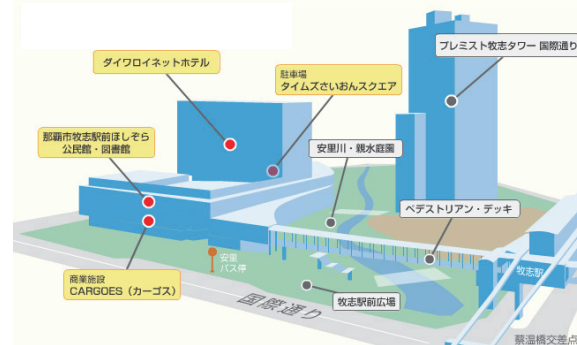 プレミスト牧志タワー 国際通り
ダイワロイネットホテル
駐車場
タイムズさいおんスクエア
那覇市牧志駅前ほしぞら
公民館・図書館
安里川・親水庭園
ペデストリアン・デッキ
安里
バス停
牧志駅
商業施設
CARGOES（カーゴス）
牧志駅前広場
国際通り
蔡温橋交差点